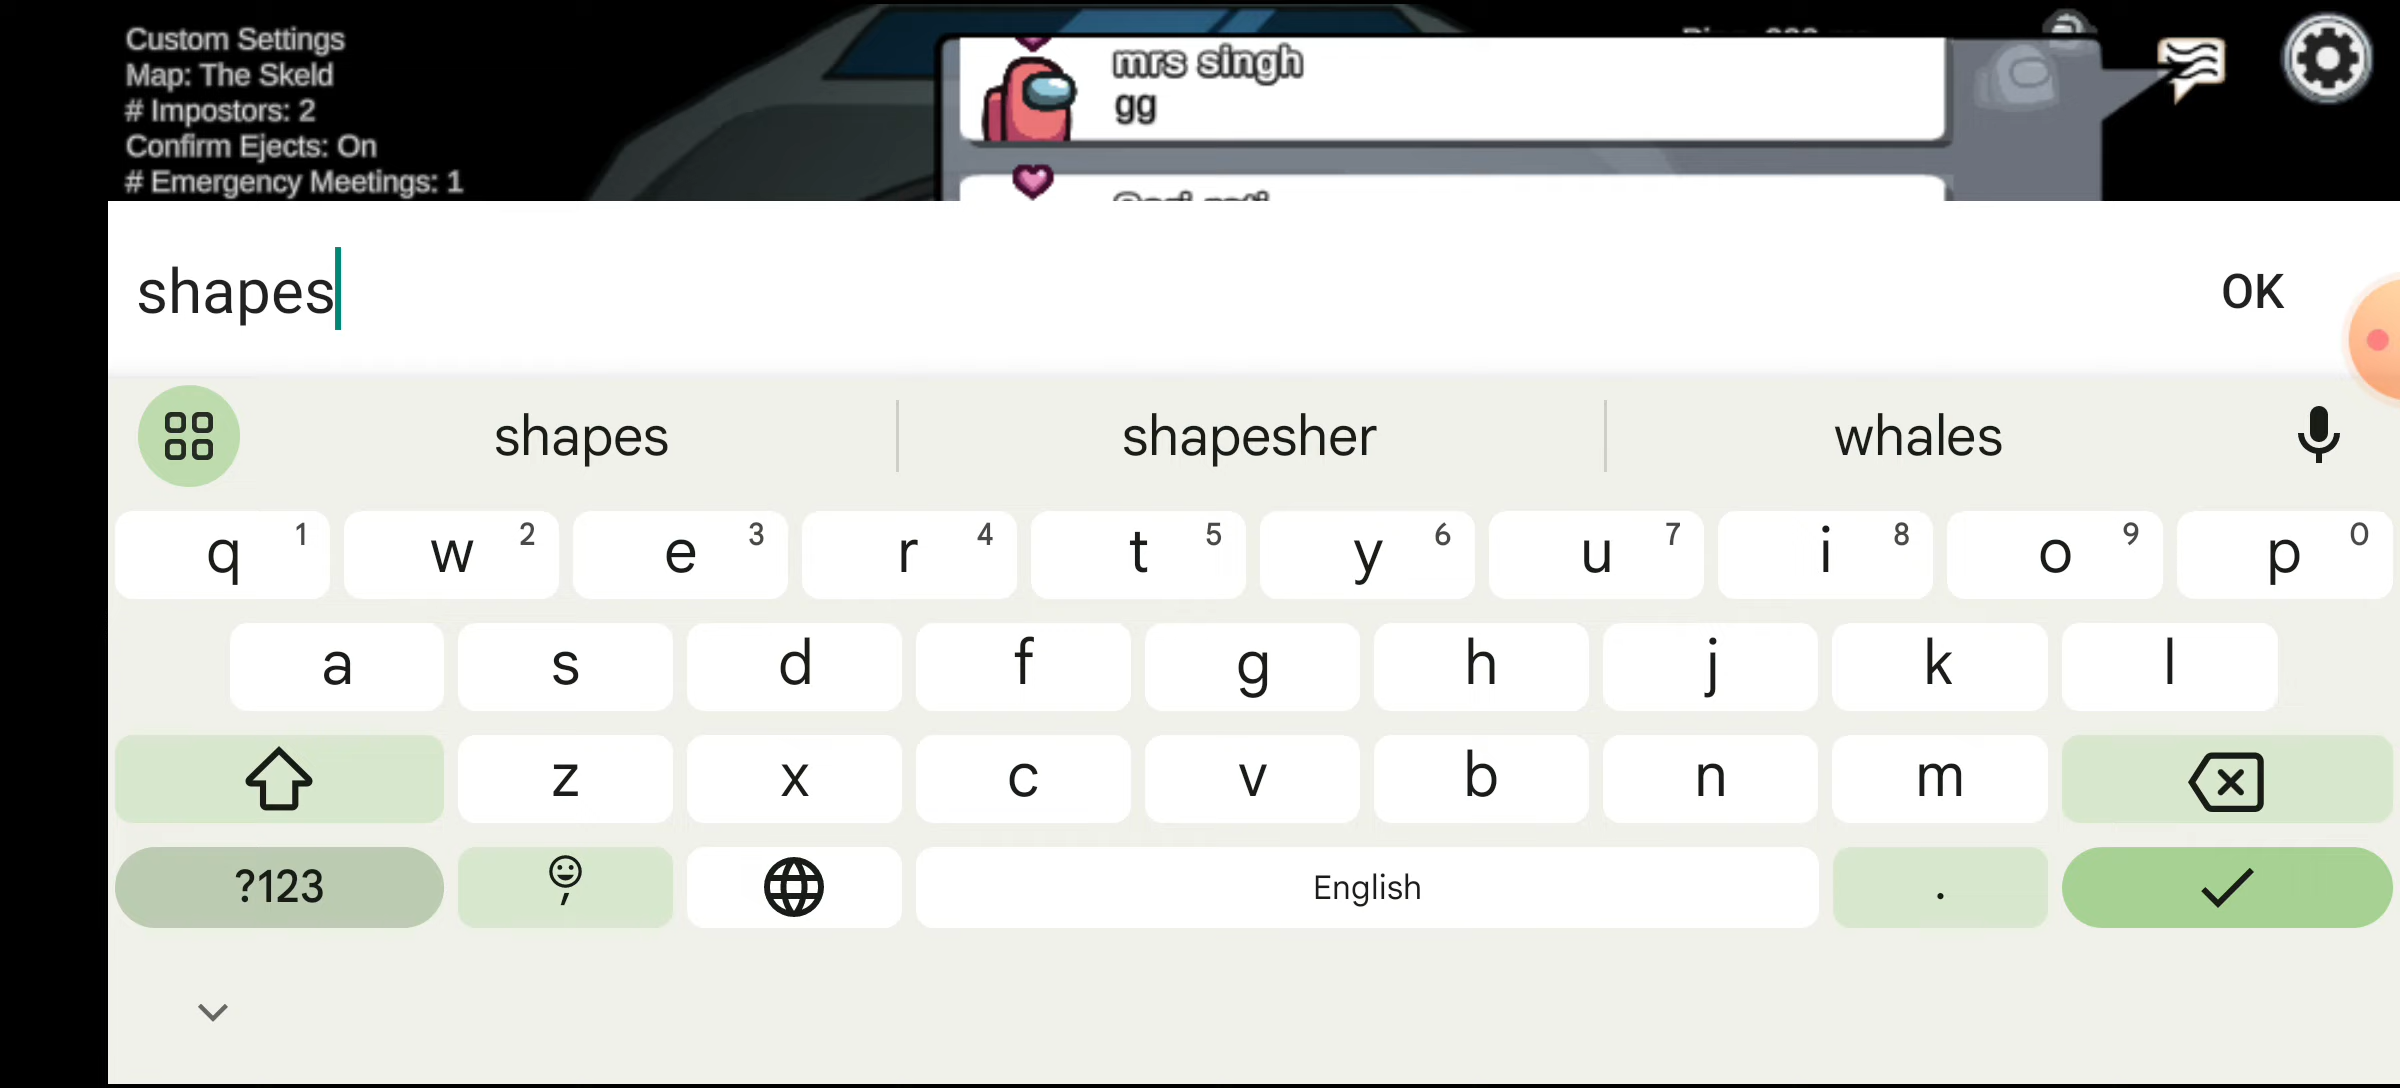 Custom Settings
Map: The Skeld
# Impostors: 2
Confirm Ejects: On
# Emergency Meetings: 1
mrs singh
gg
shapes
OK
shapes
shapesher
whales
q 1 w 2 e 3 r 4 t 5 y 6 u 7 i 8 o 9 p 0
a s d f g h j k l
z x c v b n m
?123 , English .